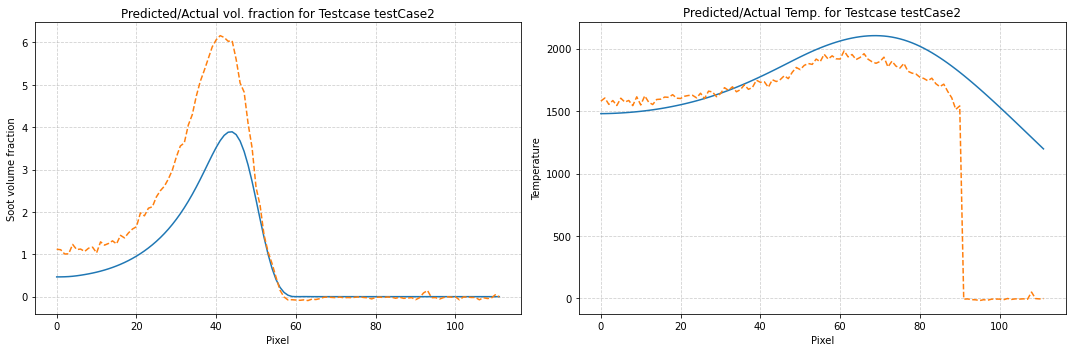 Predicted/Actual vol. fraction for Testcase testCase2
Soot volume fraction
6
5
4
3
2
1
0
0 20 40 60 80 100
Pixel
Predicted/Actual Temp. for Testcase testCase2
Temperature
2000
1500
1000
500
0
0 20 40 60 80 100
Pixel